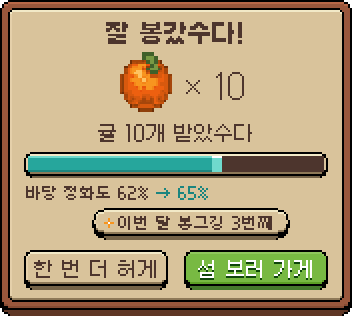 잘 봉갔수다!
× 10
귤 10개 받았수다
바당 정화도 62% → 65%
이번 달 봉그깅 3번째
한 번 더 허게
섬 보러 가게